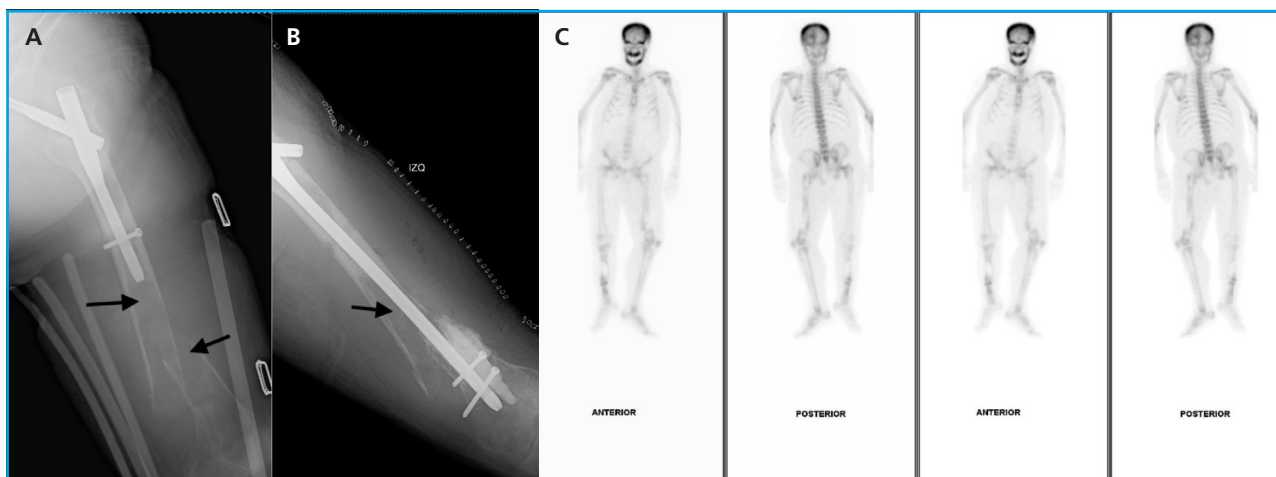 A
B
C
IZQ
ANTERIOR
POSTERIOR
ANTERIOR
POSTERIOR